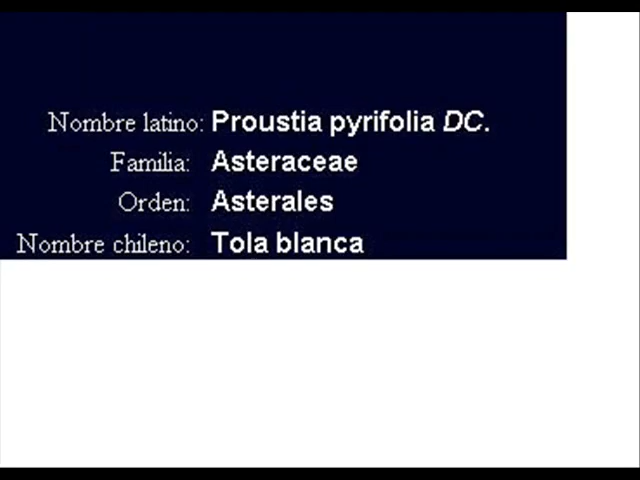 Nombre latino: Proustia pyrifolia DC.
Familia: Asteraceae
Orden: Asterales
Nombre chileno: Tola blanca